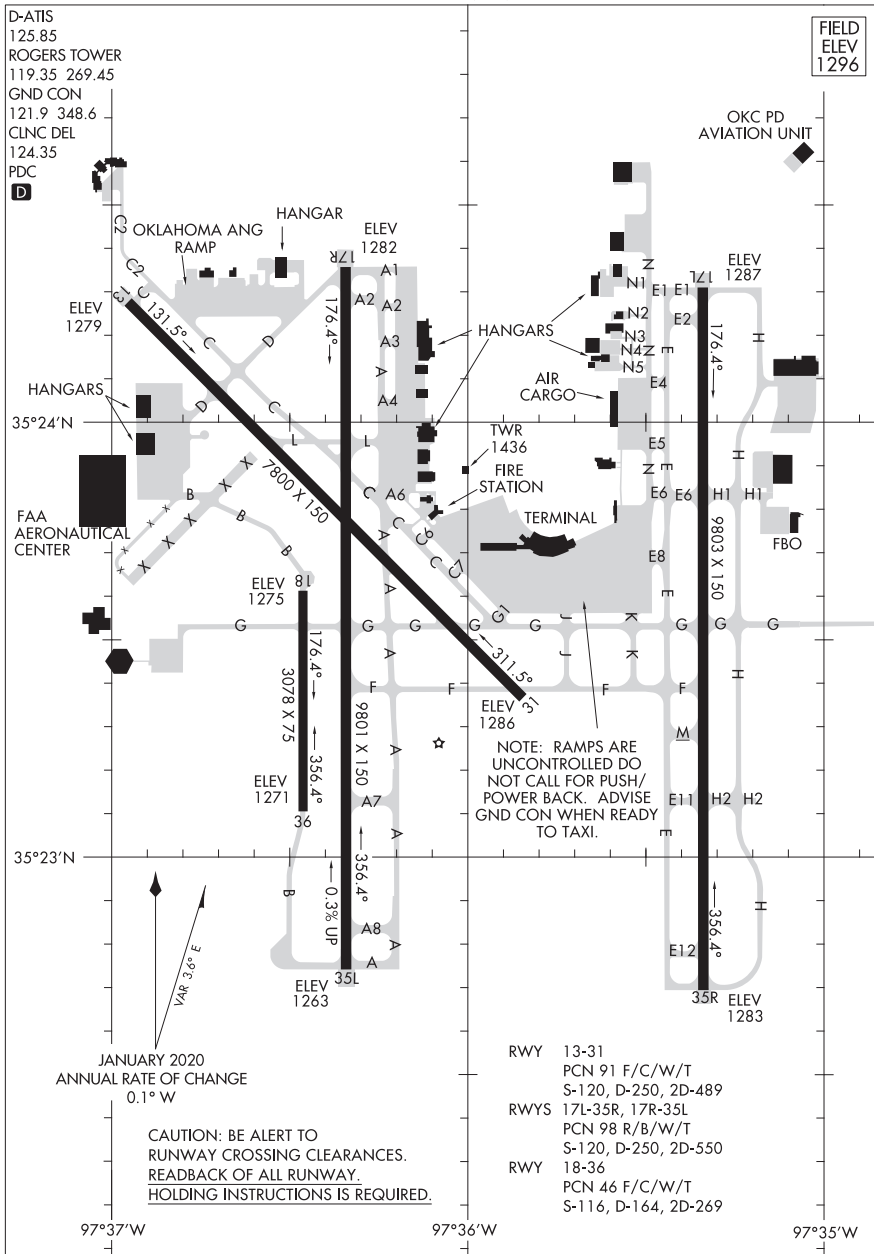 D-ATIS
125.85
ROGERS TOWER
119.35 269.45
GND CON
121.9 348.6
CLNC DEL
124.35
PDC
D
FIELD
ELEV
1296
OKC PD
AVIATION UNIT
C2
OKLAHOMA ANG
RAMP
HANGAR
ELEV
1282
17R
A1
C2
C
13
ELEV
1279
131.5°
176.4°
A2
A2
A3
A
A4
C
D
D
C
L
L
HANGARS
HANGARS
N
N1
N2
N3
N4
N
N5
E1
E1
E2
E
E4
17L
ELEV
1287
176.4°
H
AIR
CARGO
35°24'N
TWR
1436
FIRE
STATION
TERMINAL
E5
N
E
E6
E6
H1
H1
H
E8
E
9803 X 150
FBO
7800 X 150
FAA
AERONAUTICAL
CENTER
B
B
B
X
X
X
X
X
X
x
x
x
x
C
A6
A
C
C6
C
C7
G1
A
ELEV
1275
18
G
G
G
G
G
G
G
G
G
J
J
K
K
A
311.5°
31
ELEV
1286
F
F
F
176.4°
3078 X 75
356.4°
9801 X 150
ELEV
1271
36
A
A7
A
356.4°
0.3% UP
NOTE: RAMPS ARE
UNCONTROLLED DO
NOT CALL FOR PUSH/
POWER BACK. ADVISE
GND CON WHEN READY
TO TAXI.
M
H
E11
H2
H2
E
35°23'N
B
A8
A
A
35L
ELEV
1263
356.4°
H
E12
35R
ELEV
1283
VAR 3.6° E
JANUARY 2020
ANNUAL RATE OF CHANGE
0.1° W
CAUTION: BE ALERT TO
RUNWAY CROSSING CLEARANCES.
READBACK OF ALL RUNWAY.
HOLDING INSTRUCTIONS IS REQUIRED.
RWY 13-31
PCN 91 F/C/W/T
S-120, D-250, 2D-489
RWYS 17L-35R, 17R-35L
PCN 98 R/B/W/T
S-120, D-250, 2D-550
RWY 18-36
PCN 46 F/C/W/T
S-116, D-164, 2D-269
97°37'W
97°36'W
97°35'W